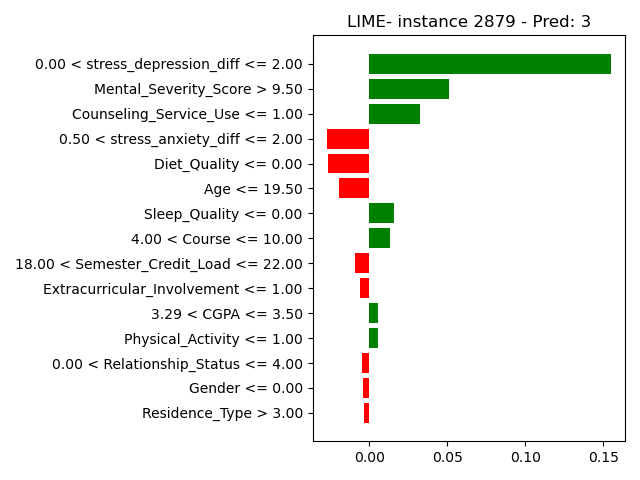 LIME- instance 2879 - Pred: 3
0.00 < stress_depression_diff <= 2.00
Mental_Severity_Score > 9.50
Counseling_Service_Use <= 1.00
0.50 < stress_anxiety_diff <= 2.00
Diet_Quality <= 0.00
Age <= 19.50
Sleep_Quality <= 0.00
4.00 < Course <= 10.00
18.00 < Semester_Credit_Load <= 22.00
Extracurricular_Involvement <= 1.00
3.29 < CGPA <= 3.50
Physical_Activity <= 1.00
0.00 < Relationship_Status <= 4.00
Gender <= 0.00
Residence_Type > 3.00
0.00 0.05 0.10 0.15